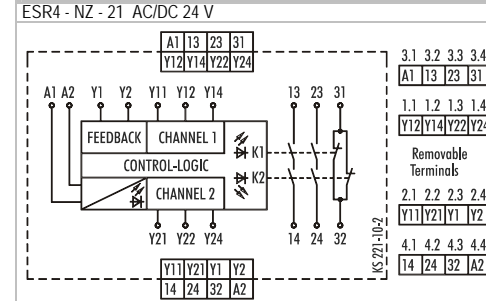 ESR4 - NZ - 21 AC/DC 24 V
A1 13 23 31
Y12 Y14 Y22 Y24
A1 A2 Y1 Y2 Y11 Y12 Y14 13 23 31
FEEDBACK CHANNEL 1
K1
CONTROL-LOGIC
K2
CHANNEL 2
Y21 Y22 Y24 14 24 32
Y11 Y21 Y1 Y2
14 24 32 A2
KS 221-10-2
3.1 3.2 3.3 3.4
A1 13 23 31
1.1 1.2 1.3 1.4
Y12 Y14 Y22 Y24
Removable
Terminals
2.1 2.2 2.3 2.4
Y11 Y21 Y1 Y2
4.1 4.2 4.3 4.4
14 24 32 A2